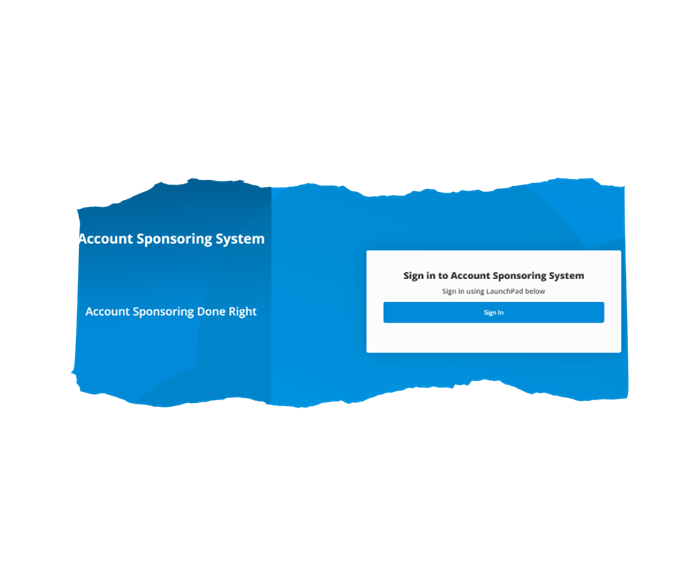 Account Sponsoring System
Account Sponsoring Done Right
Sign in to Account Sponsoring System
Sign in using LaunchPad below
Sign In